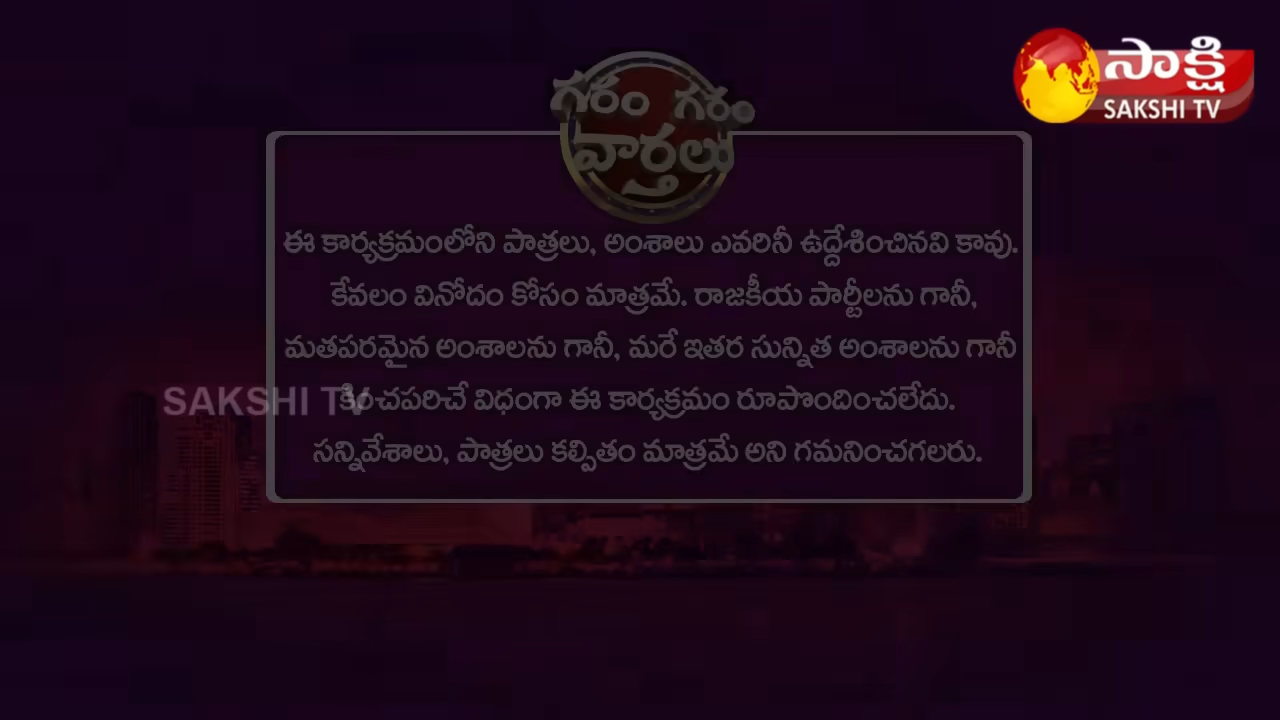 సాక్షి
SAKSHI TV
గరం గరం
వార్తలు
ఈ కార్యక్రమంలోని పాత్రలు, అంశాలు ఎవరినీ ఉద్దేశించినవి కావు.
కేవలం వినోదం కోసం మాత్రమే. రాజకీయ పార్టీలను గానీ,
మతపరమైన అంశాలను గానీ, మరే ఇతర సున్నిత అంశాలను గానీ
కించపరిచే విధంగా ఈ కార్యక్రమం రూపొందించలేదు.
సన్నివేశాలు, పాత్రలు కల్పితం మాత్రమే అని గమనించగలరు.
SAKSHI TV